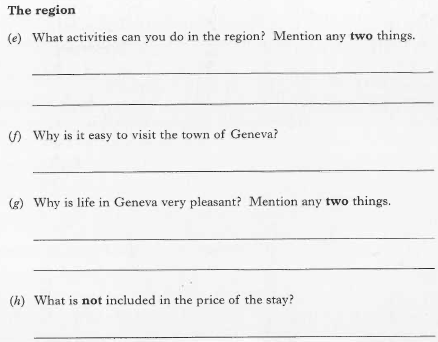 The region
(e) What activities can you do in the region? Mention any two things.
(f) Why is it easy to visit the town of Geneva?
(g) Why is life in Geneva very pleasant? Mention any two things.
(h) What is not included in the price of the stay?